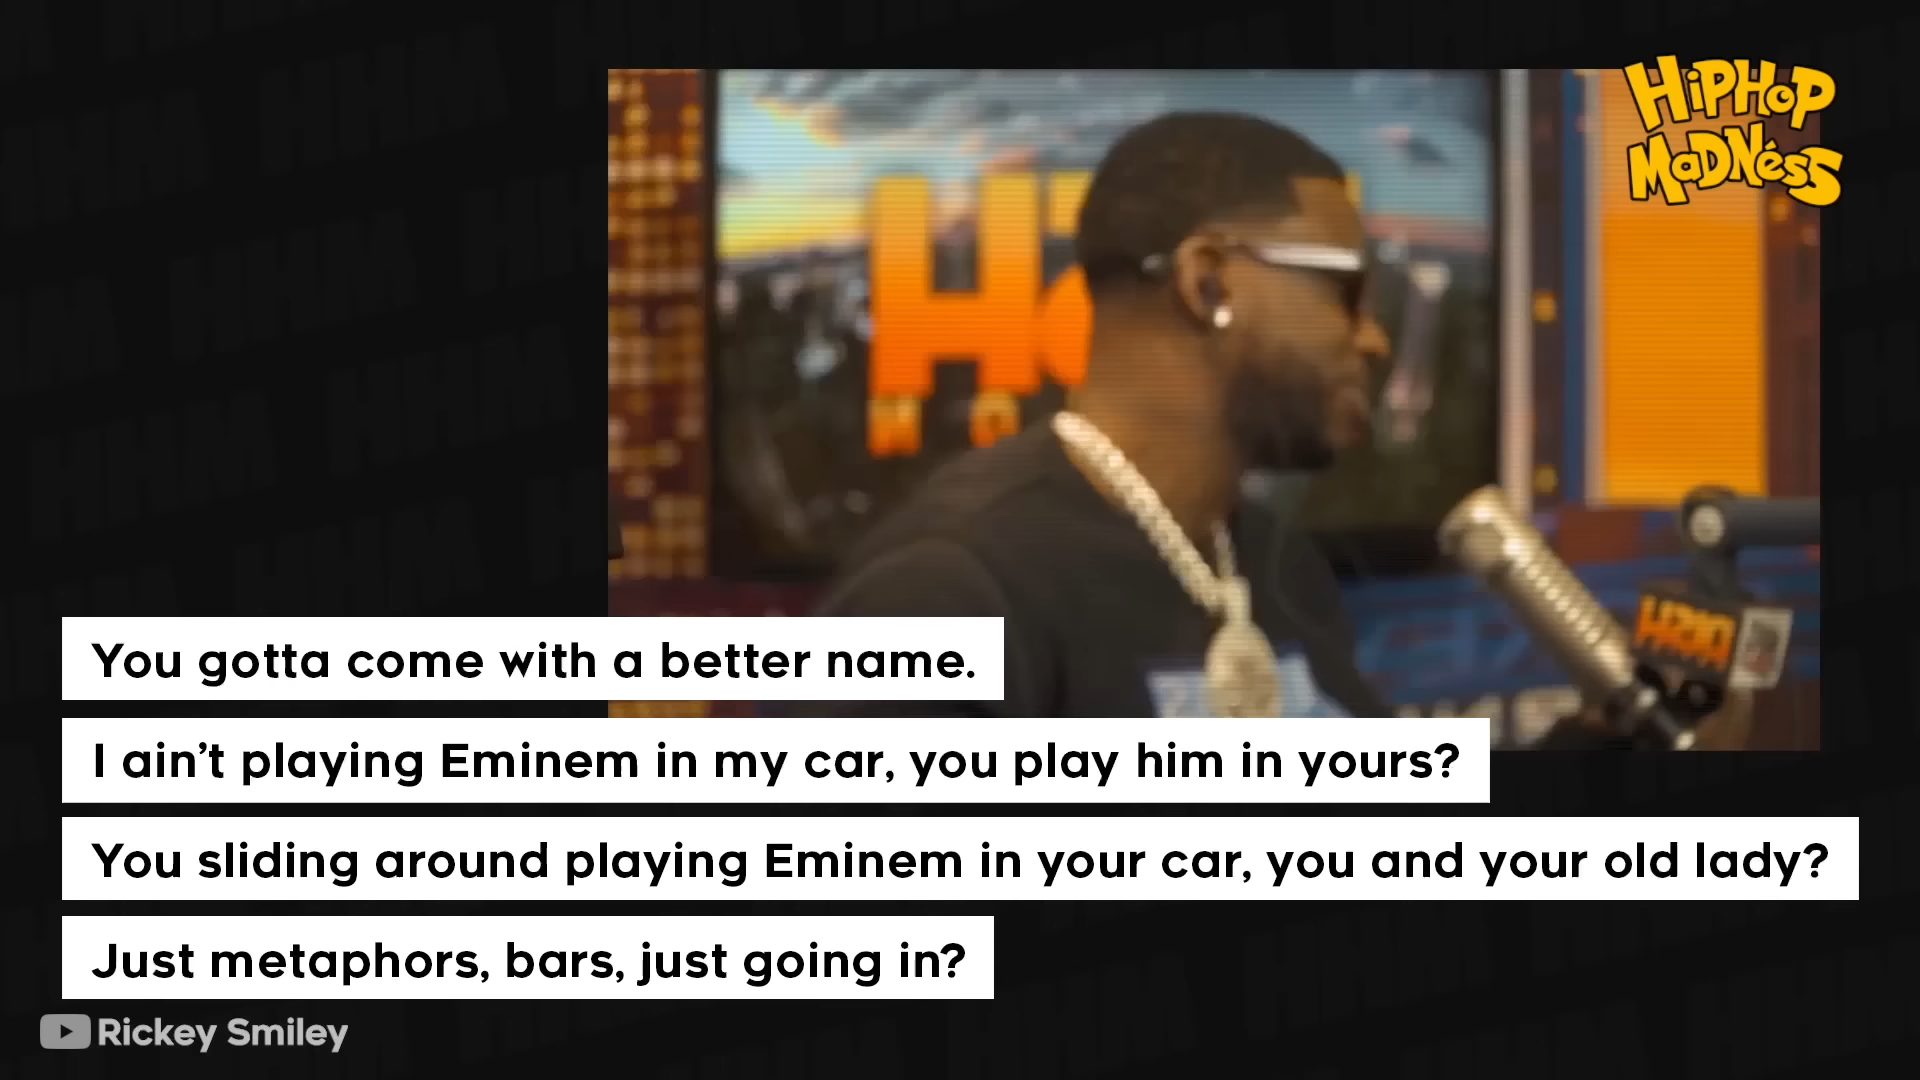 HiPHoP
MaDNéSS
You gotta come with a better name.
I ain't playing Eminem in my car, you play him in yours?
You sliding around playing Eminem in your car, you and your old lady?
Just metaphors, bars, just going in?
Rickey Smiley